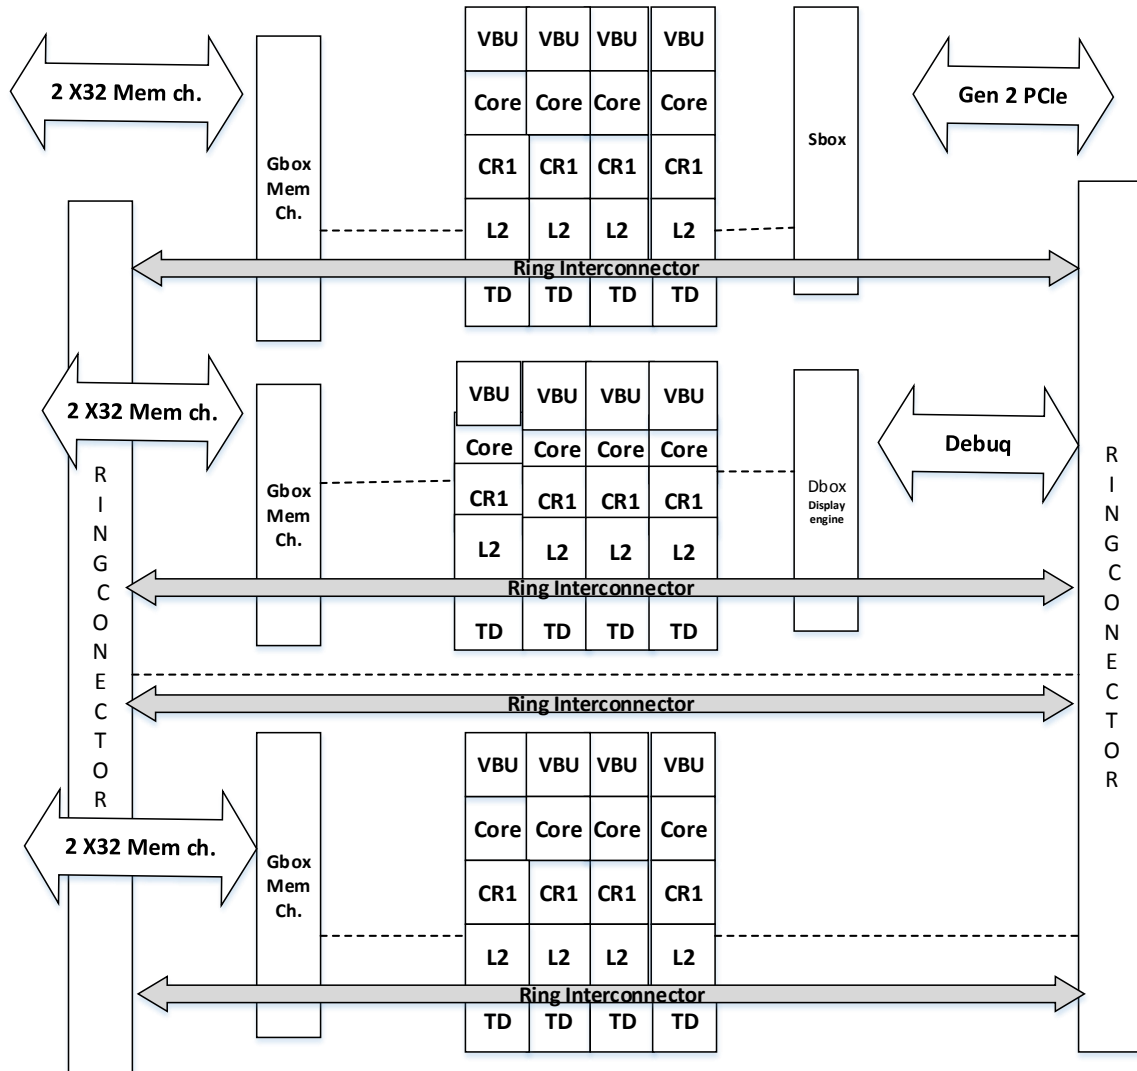 VBU VBU VBU VBU
2 X32 Mem ch.
Gen 2 PCIe
Core Core Core Core
Gbox
Mem
Ch.
Sbox
CR1 CR1 CR1 CR1
L2 L2 L2 L2
Ring Interconnector
TD TD TD TD
2 X32 Mem ch.
VBU VBU VBU VBU
Debuq
Core Core Core Core
Gbox
Mem
Ch.
Dbox
Display
engine
CR1 CR1 CR1 CR1
L2 L2 L2 L2
Ring Interconnector
TD TD TD TD
R
I
N
G
C
O
N
E
C
T
O
R
R
I
N
G
C
O
N
E
C
T
O
R
Ring Interconnector
VBU VBU VBU VBU
2 X32 Mem ch.
Core Core Core Core
Gbox
Mem
Ch.
CR1 CR1 CR1 CR1
L2 L2 L2 L2
Ring Interconnector
TD TD TD TD